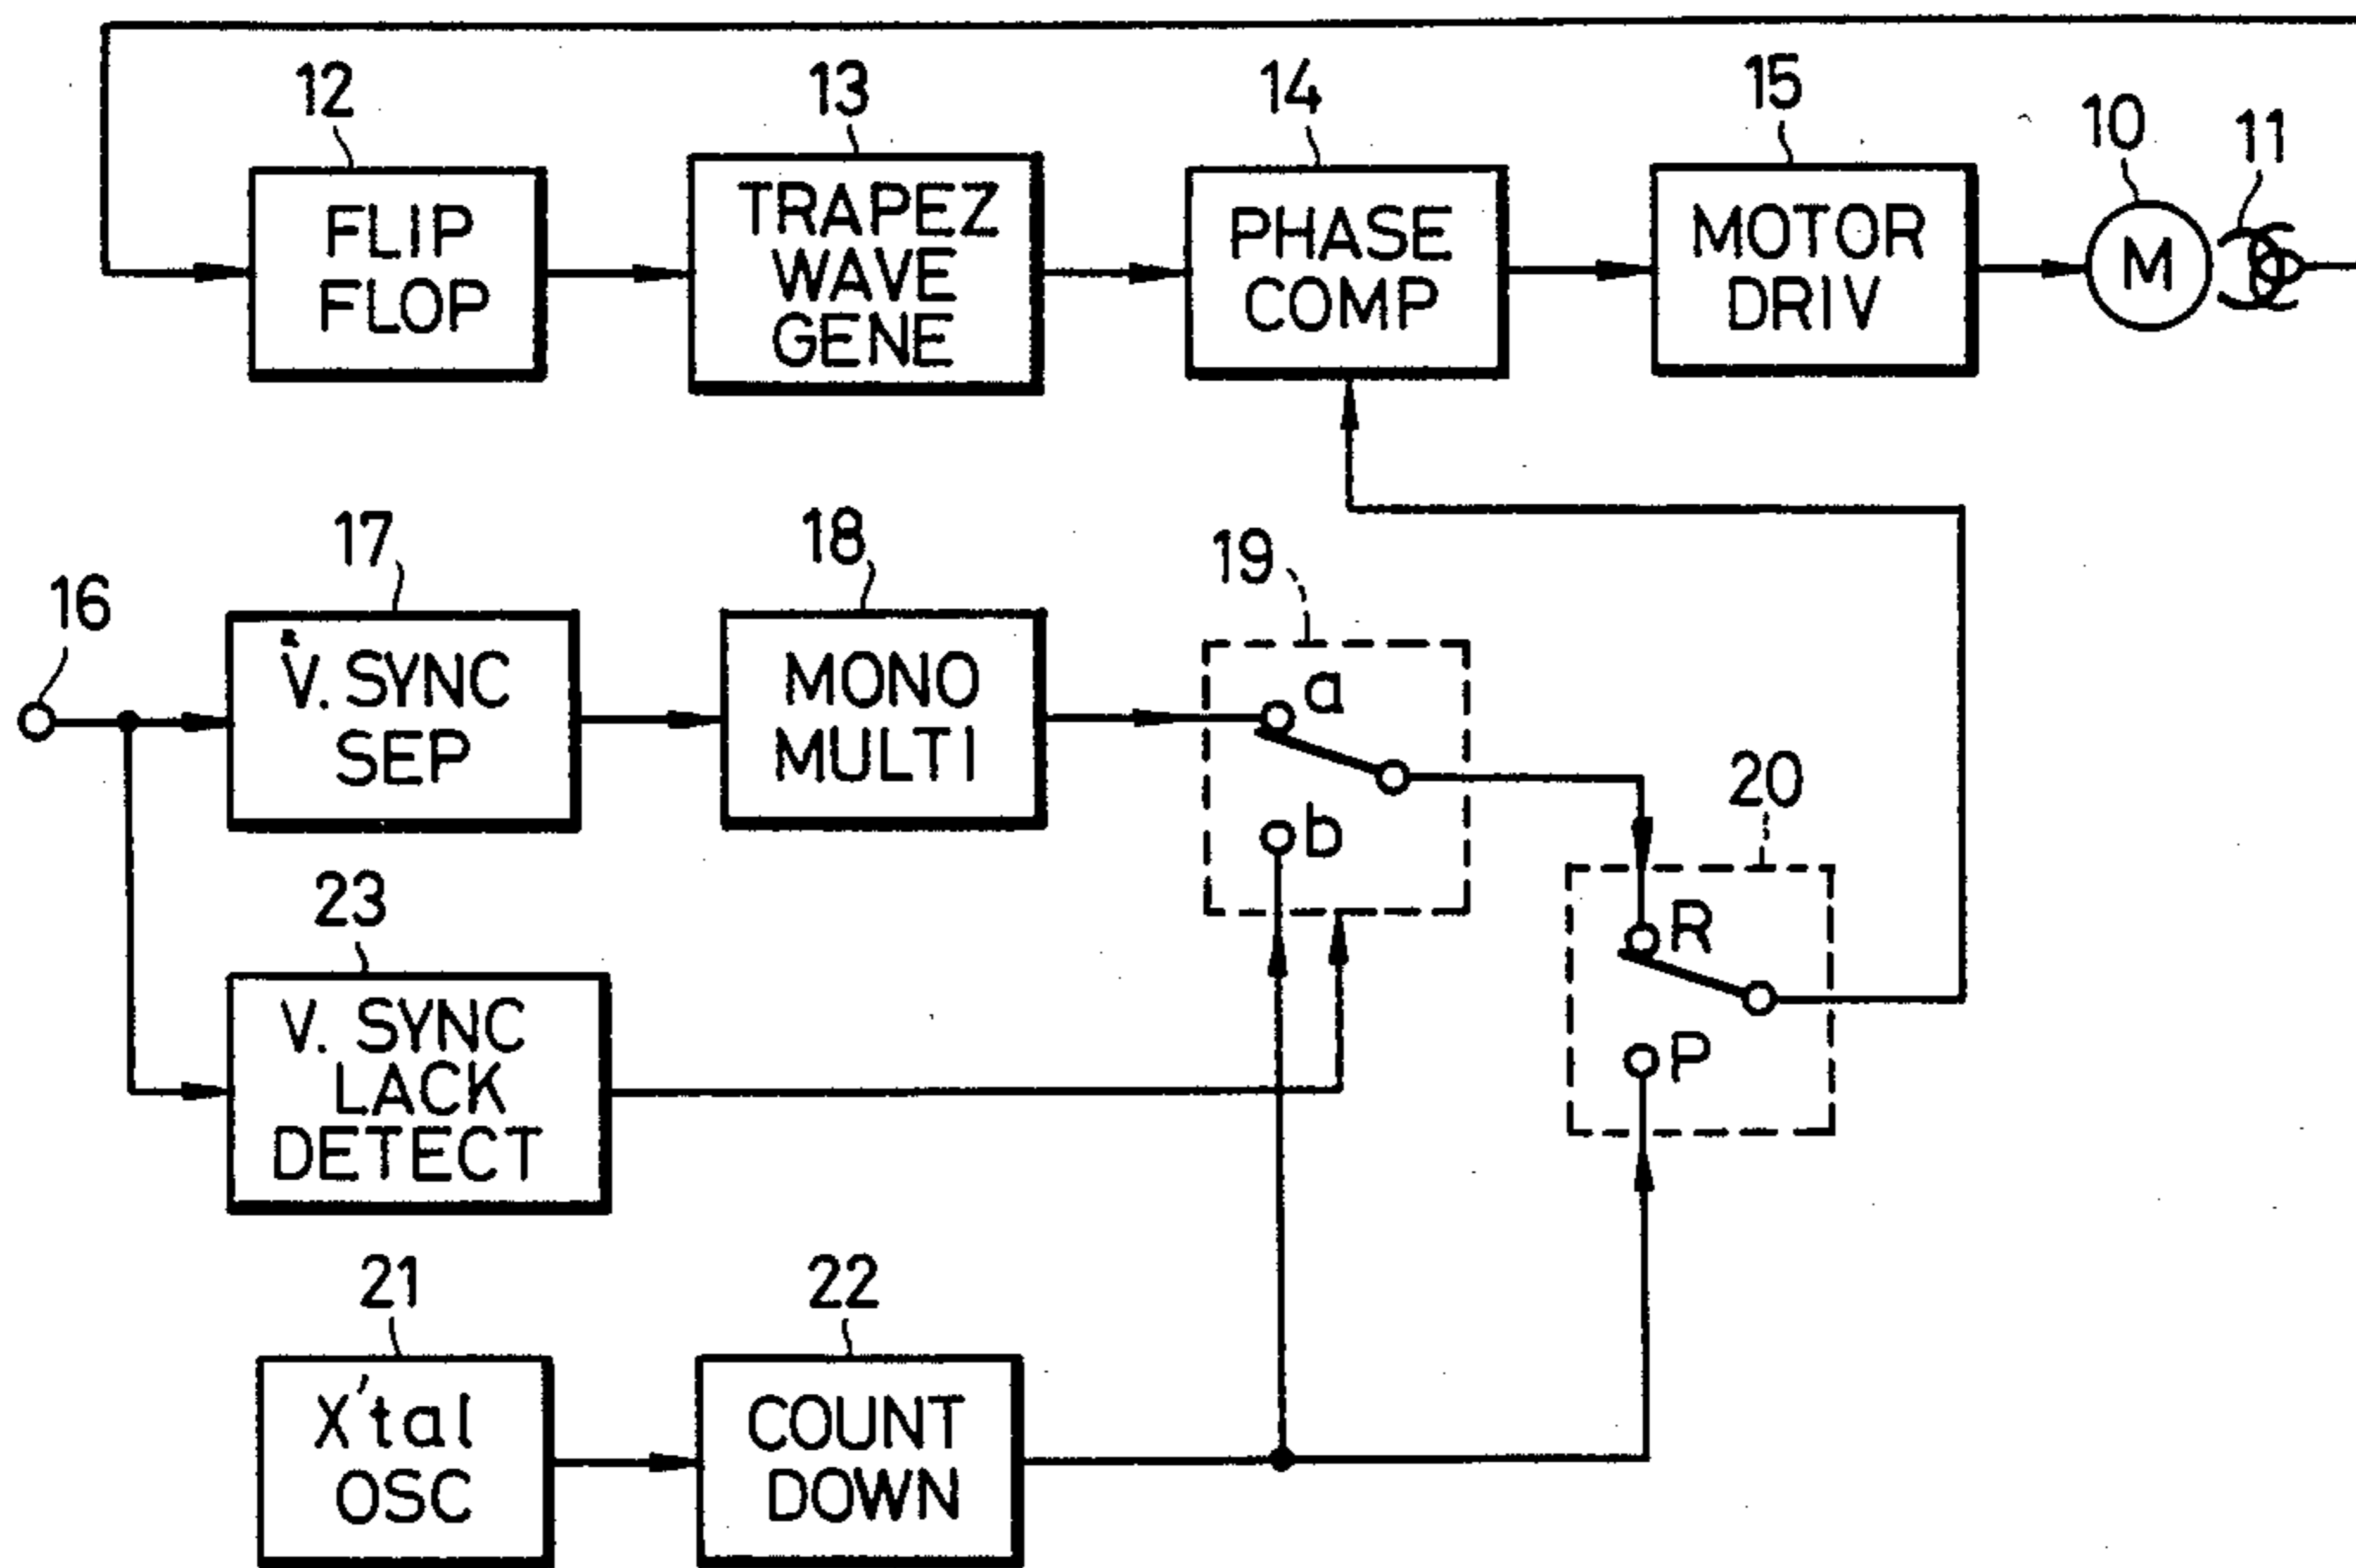 12
13
14
15
10
11
FLIP
FLOP
TRAPEZ
WAVE
GENE
PHASE
COMP
MOTOR
DRIV
M
16
17
18
19
V. SYNC
SEP
MONO
MULTI
a
b
20
R
P
23
V. SYNC
LACK
DETECT
21
22
X'tal
OSC
COUNT
DOWN